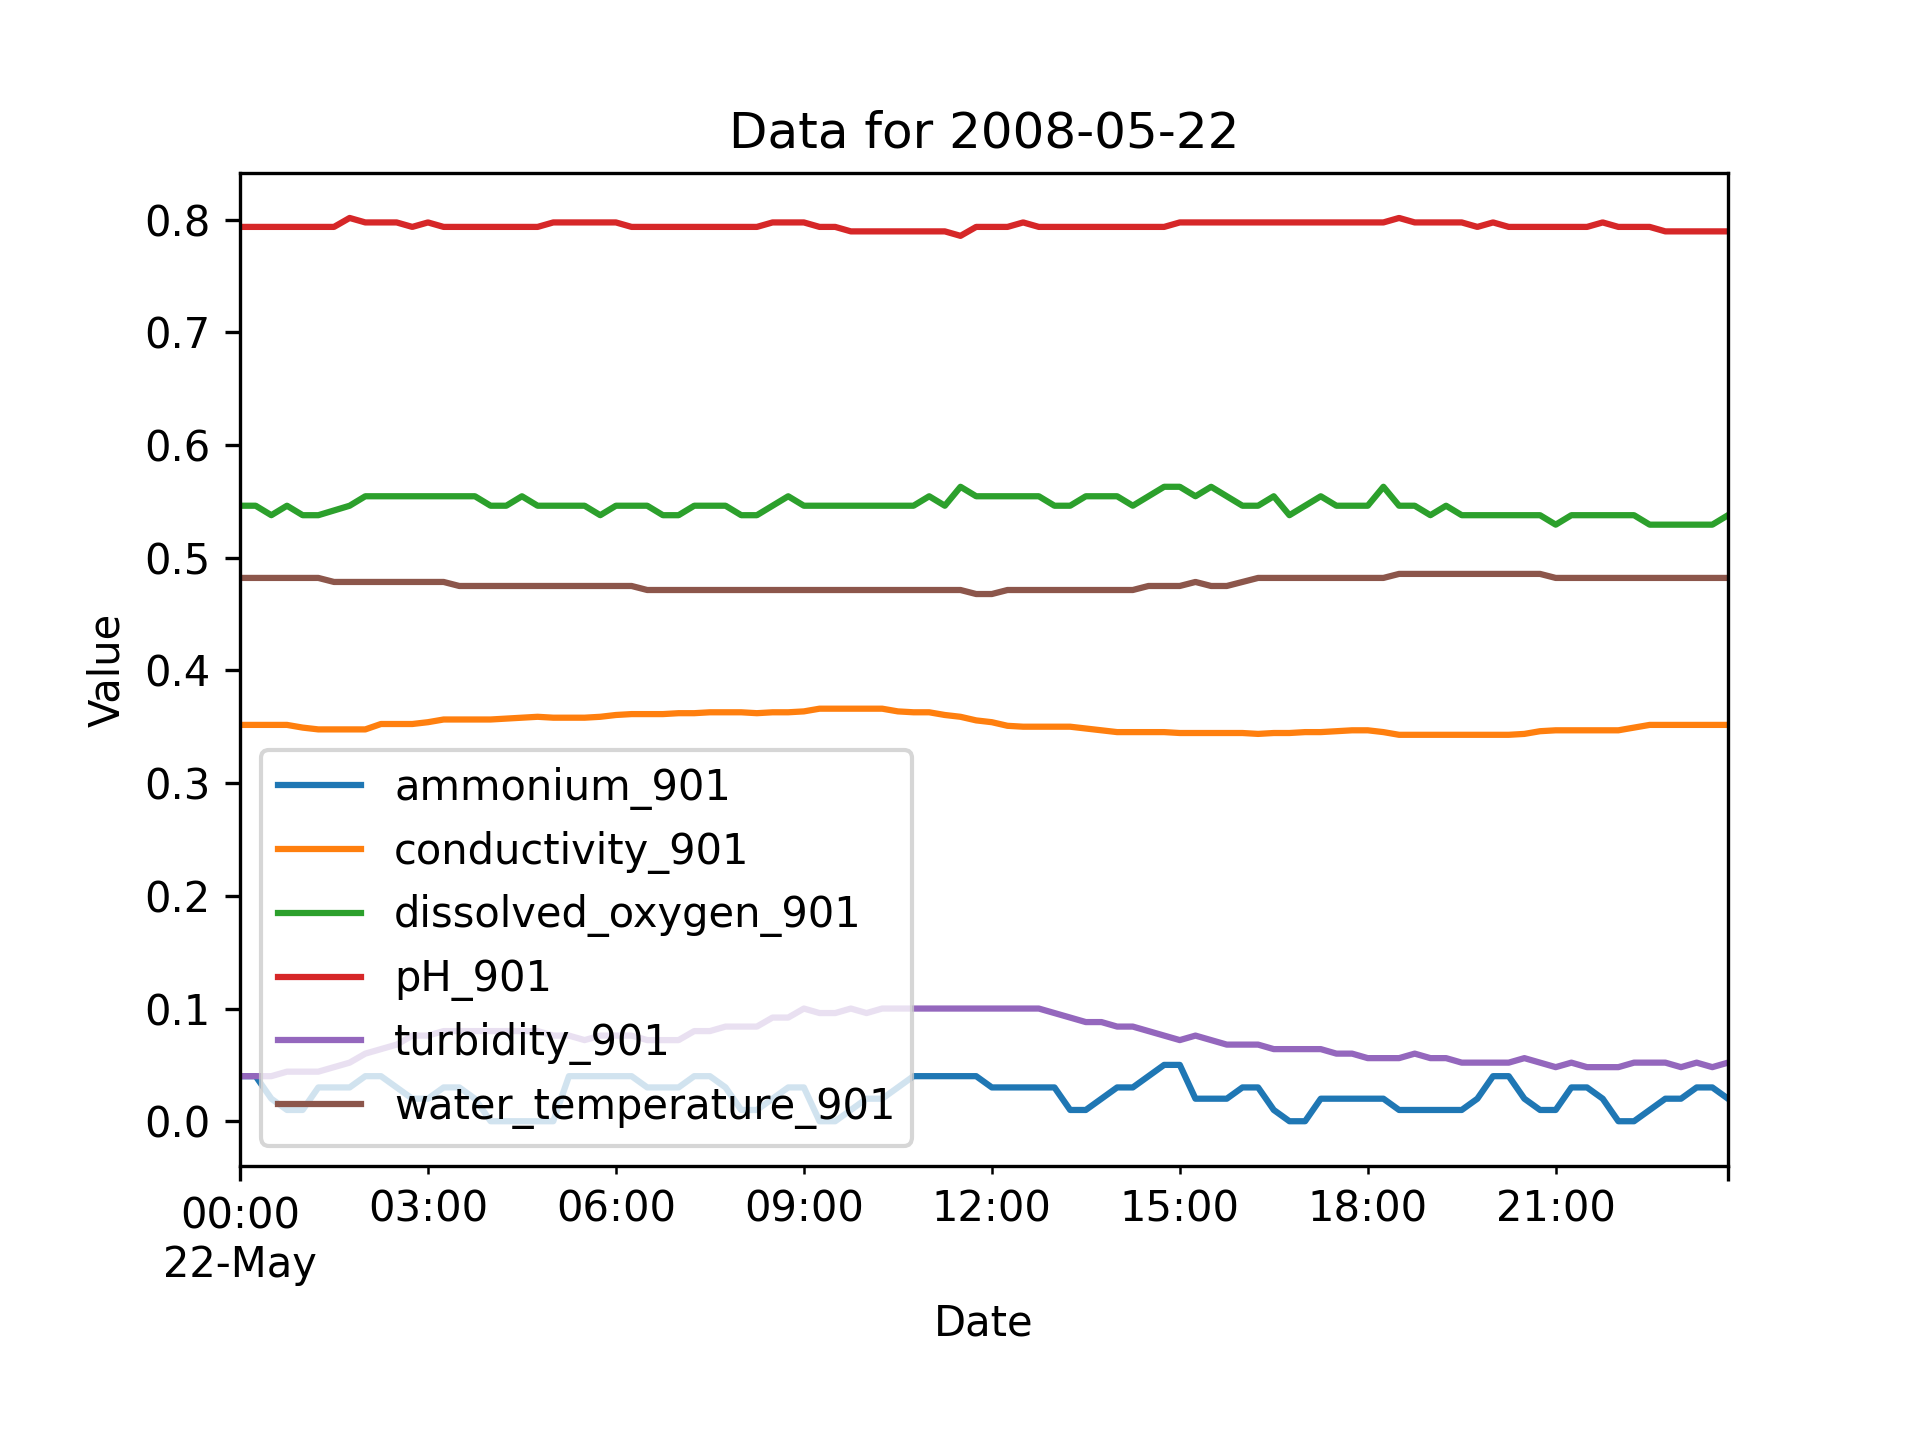 Data for 2008-05-22
0.8
0.7
0.6
0.5
0.4
0.3
0.2
0.1
0.0
Value
ammonium_901
conductivity_901
dissolved_oxygen_901
pH_901
turbidity_901
water_temperature_901
00:00 03:00 06:00 09:00 12:00 15:00 18:00 21:00
22-May
Date